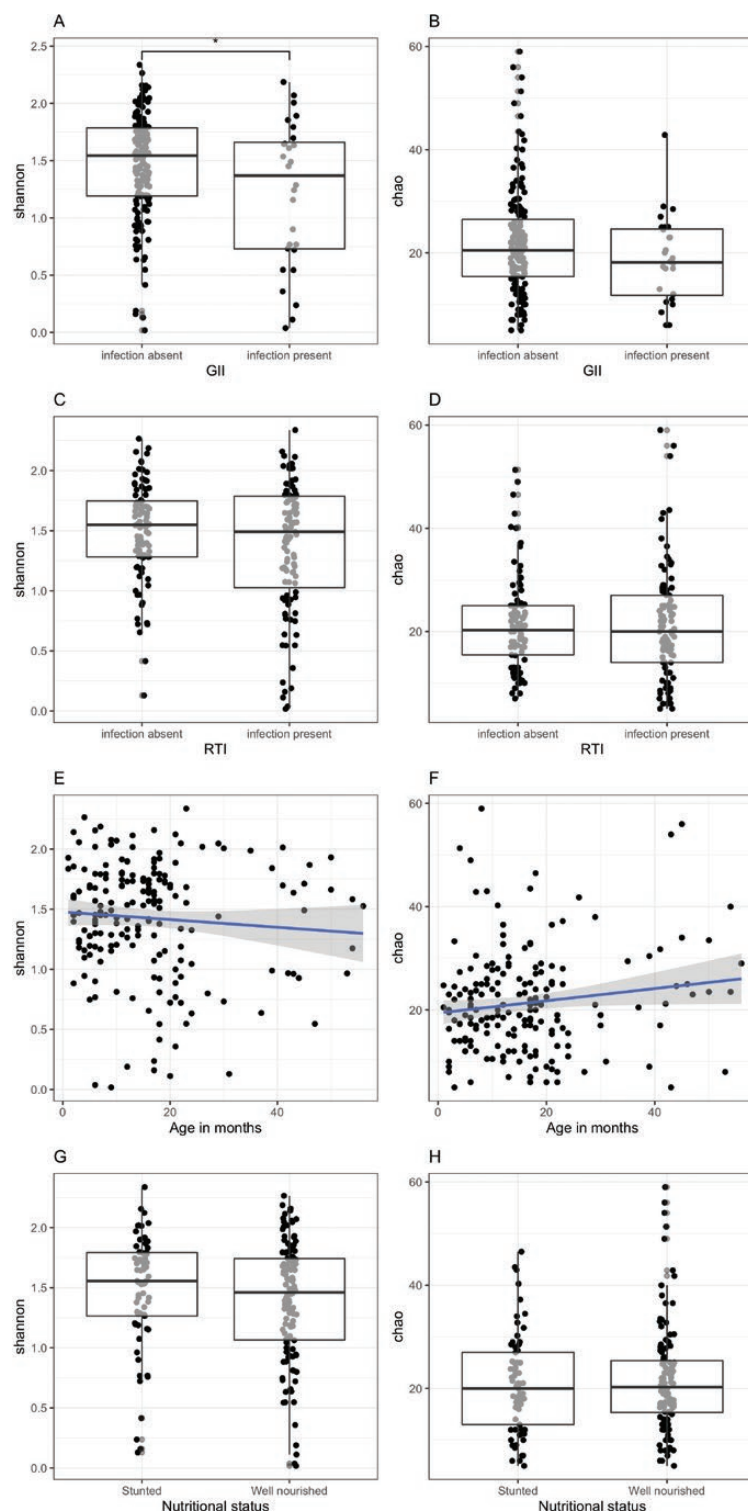 A
B
*
2.5
2.0
1.5
1.0
0.5
0.0
shannon
infection absent
infection present
GII
60
40
20
chao
infection absent
infection present
GII
C
D
2.0
1.5
1.0
0.5
0.0
shannon
infection absent
infection present
RTI
60
40
20
chao
infection absent
infection present
RTI
E
F
2.0
1.5
1.0
0.5
0.0
shannon
0
20
40
Age in months
60
40
20
0
chao
0
20
40
Age in months
G
H
2.0
1.5
1.0
0.5
0.0
shannon
Stunted
Well nourished
Nutritional status
60
40
20
chao
Stunted
Well nourished
Nutritional status